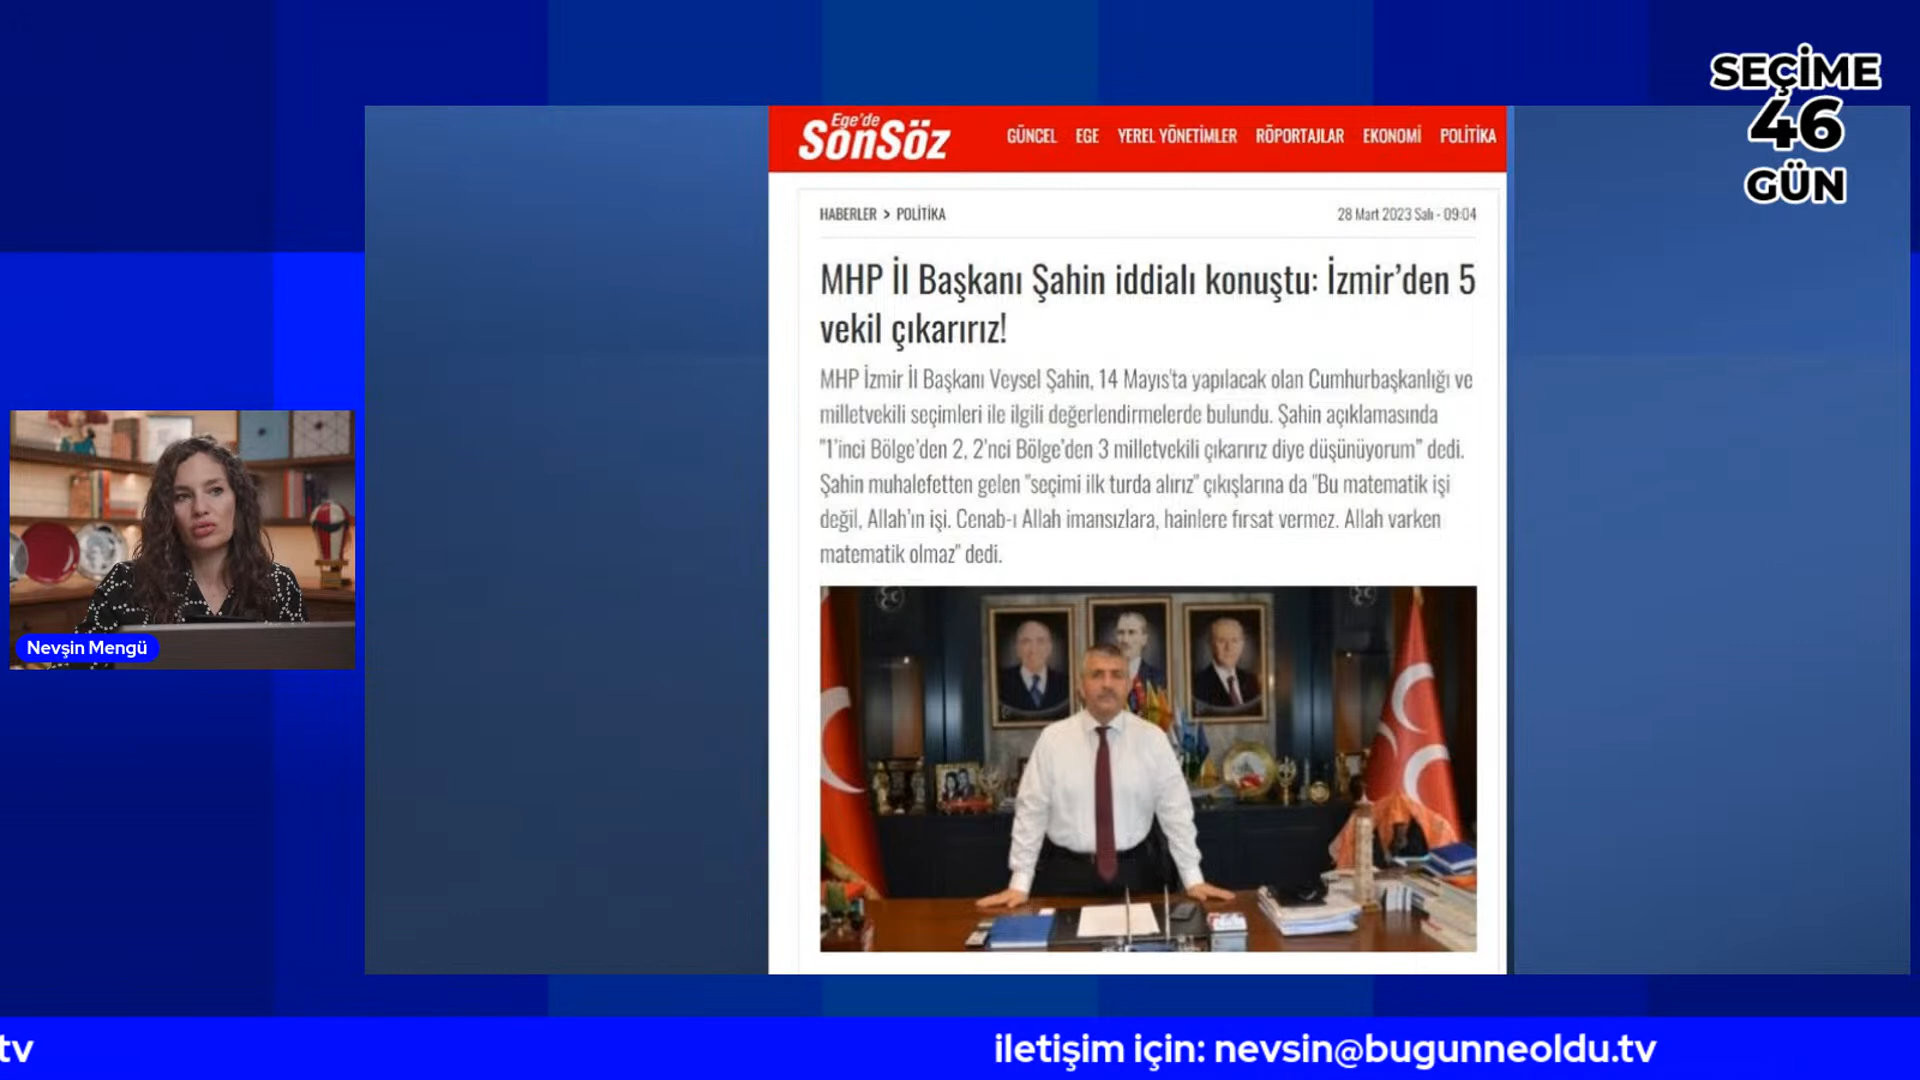 SEÇİME
46
GÜN
Ege'de
SonSöz
GÜNCEL EGE YEREL YÖNETİMLER RÖPORTAJLAR EKONOMİ POLİTİKA
HABERLER > POLİTİKA
28 Mart 2023 Salı - 09:04
MHP İl Başkanı Şahin iddialı konuştu: İzmir’den 5
vekil çıkarırız!
MHP İzmir İl Başkanı Veysel Şahin, 14 Mayıs'ta yapılacak olan Cumhurbaşkanlığı ve
milletvekili seçimleri ile ilgili değerlendirmelerde bulundu. Şahin açıklamasında
"1’inci Bölge’den 2, 2’nci Bölge’den 3 milletvekili çıkarırız diye düşünüyorum” dedi.
Şahin muhalefetten gelen "seçimi ilk turda alırız" çıkışlarına da "Bu matematik işi
değil, Allah’ın işi. Cenab-ı Allah imansızlara, hainlere fırsat vermez. Allah varken
matematik olmaz" dedi.
Nevşin Mengü
tv
iletişim için: nevsin@bugunneoldu.tv